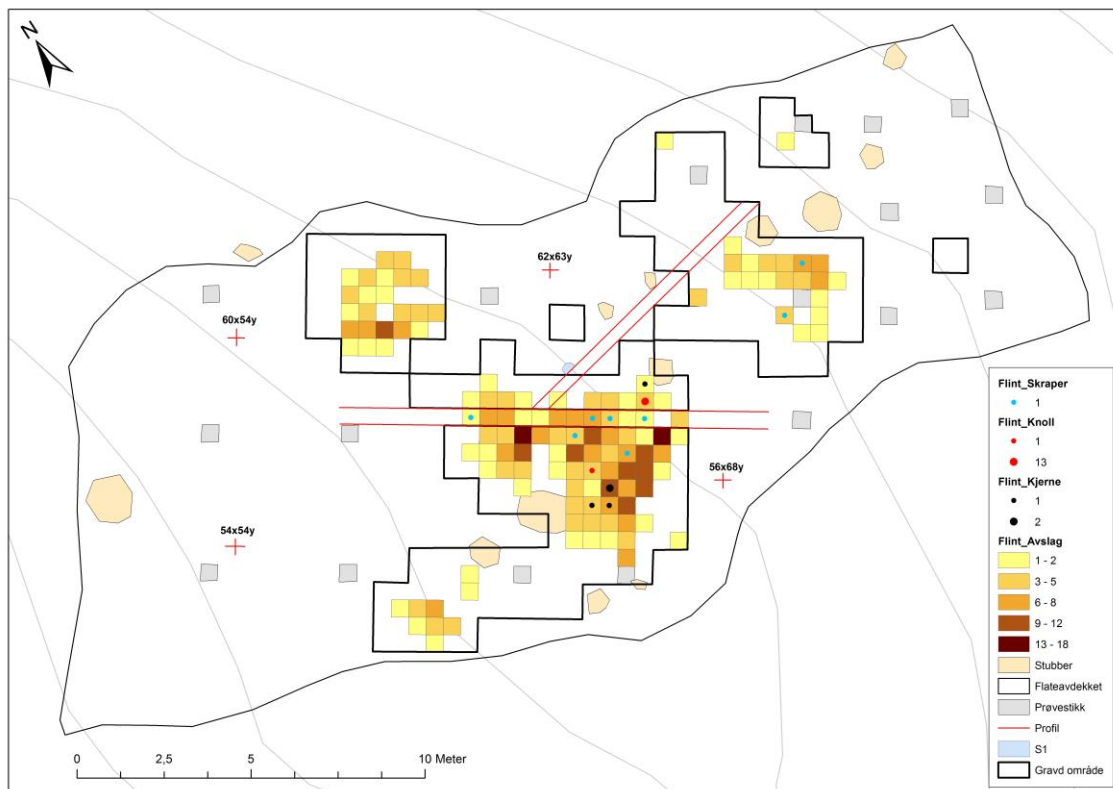 N
62x63y
60x54y
56x68y
54x54y
0 2,5 5 10 Meter
Flint_Skraper
1
Flint_Knoll
1
13
Flint_Kjerne
1
2
Flint_Avslag
1 - 2
3 - 5
6 - 8
9 - 12
13 - 18
Stubber
Flateavdekket
Prøvestikk
Profil
S1
Gravd område